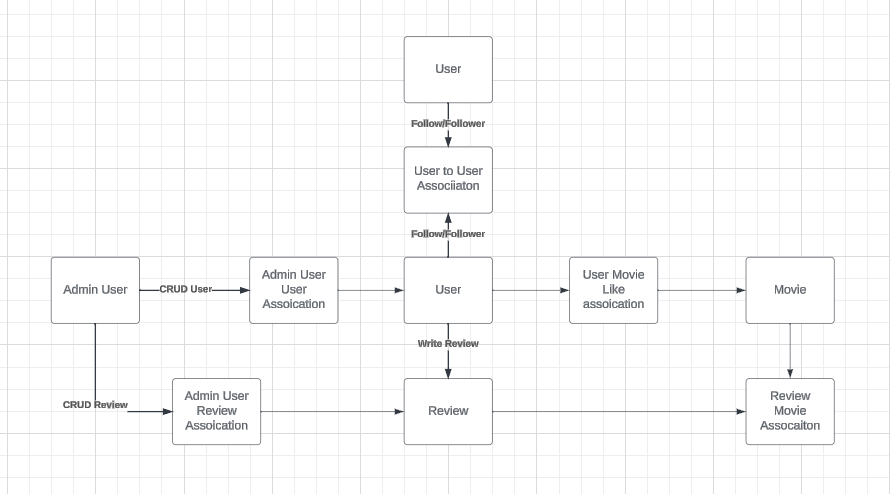 User
Follow/Follower
User to User
Associiaton
Follow/Follower
Admin User
CRUD User
Admin User
User
Assoication
User
User Movie
Like
assoication
Movie
Write Review
CRUD Review
Admin User
Review
Assoication
Review
Review
Movie
Assocaiton